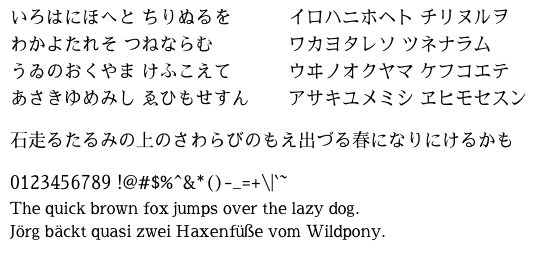 いろはにほへと ちりぬるを　　イロハニホヘト チリヌルヲ
わかよたれそ つねならむ　　ワカヨタレソ ツネナラム
うゐのおくやま けふこえて　　ウヰノオクヤマ ケフコエテ
あさきゆめみし ゑひもせすん　　アサキユメミシ ヱヒモセスン
石走るたるみの上のさわらびのもえ出づる春になりにけるかも
0123456789 !@#$%^&*()-_=+\|`~
The quick brown fox jumps over the lazy dog.
Jörg bäckt quasi zwei Haxenfüße vom Wildpony.